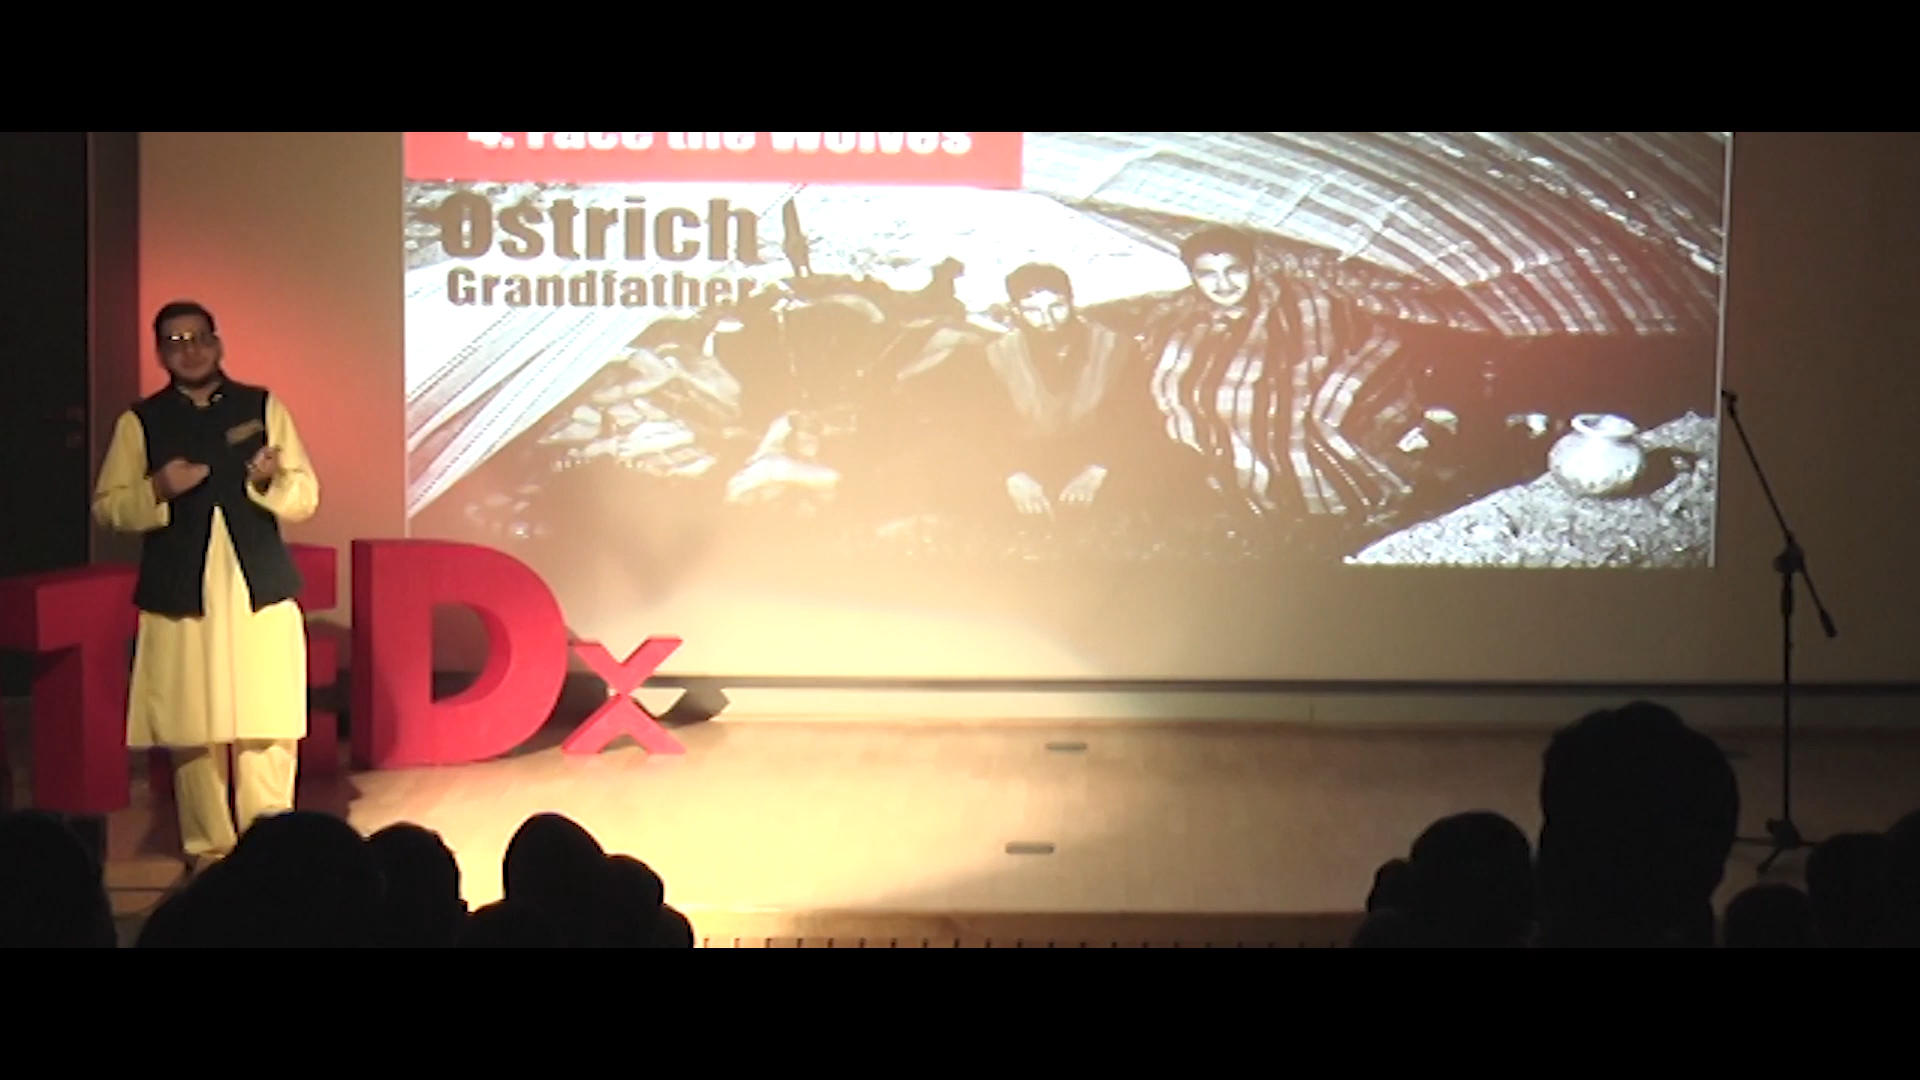 4. Face the Wolves
Ostrich
Grandfather
TEDx